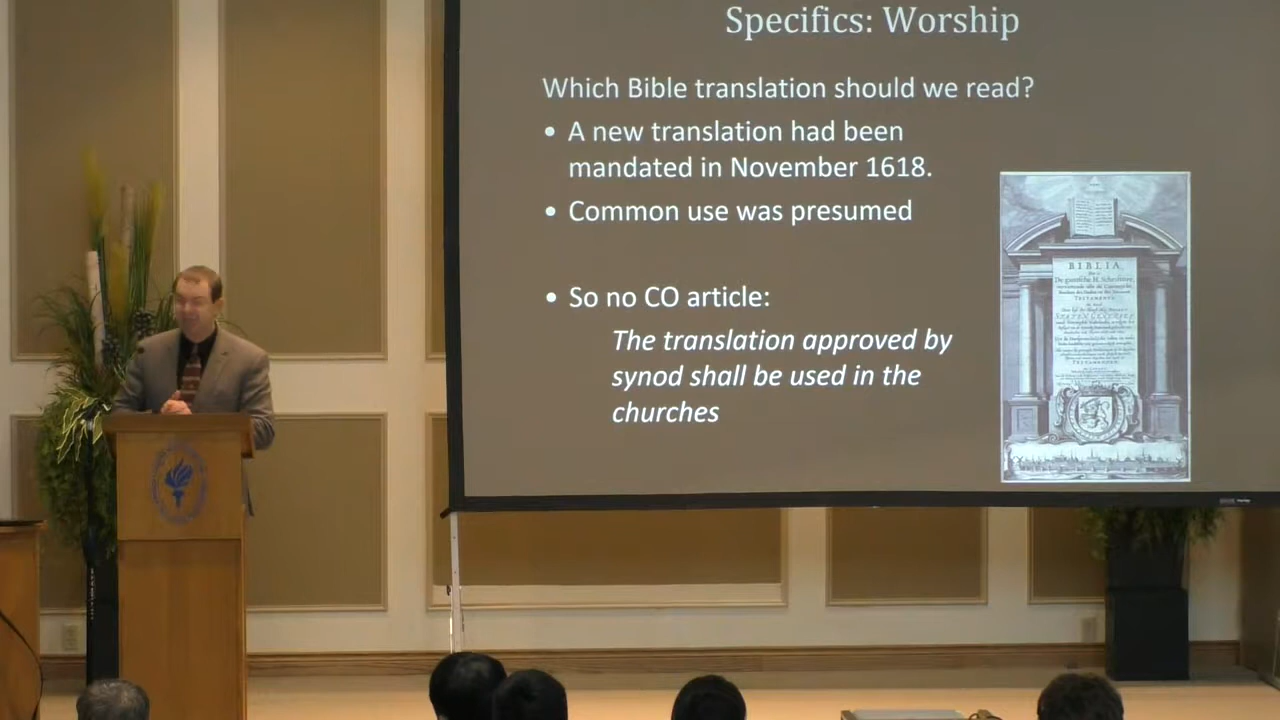 Specifics: Worship
Which Bible translation should we read?
• A new translation had been
mandated in November 1618.
• Common use was presumed
• So no CO article:
The translation approved by
synod shall be used in the
churches
BIBLIA